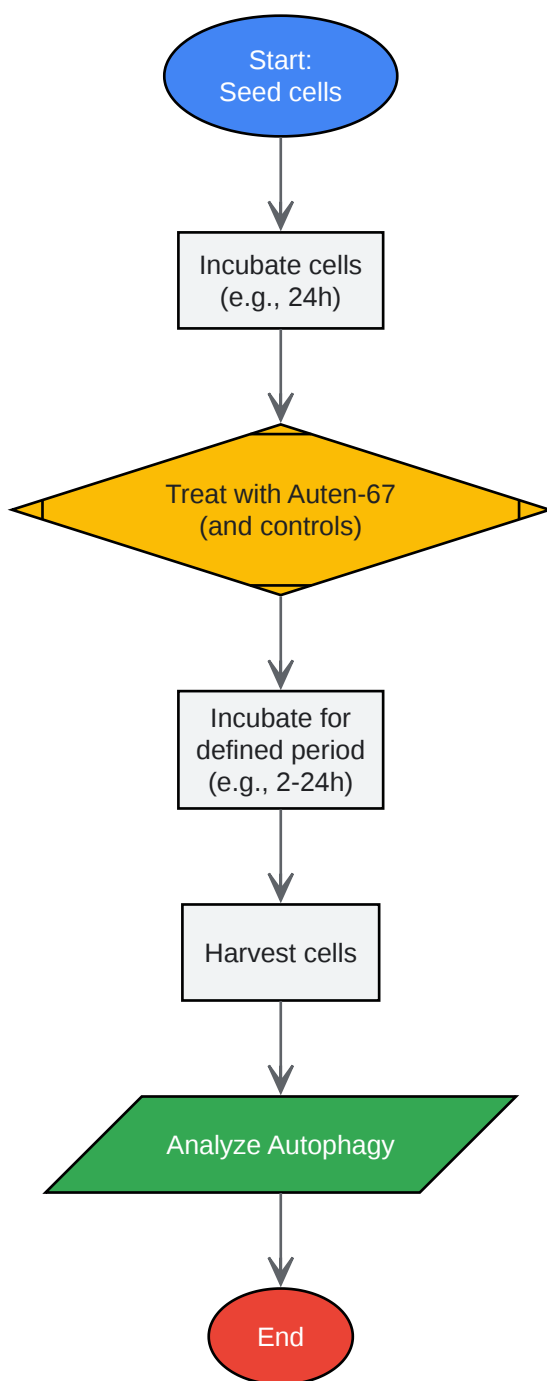 Start:
Seed cells
Incubate cells
(e.g., 24h)
Treat with Auten-67
(and controls)
Incubate for
defined period
(e.g., 2-24h)
Harvest cells
Analyze Autophagy
End